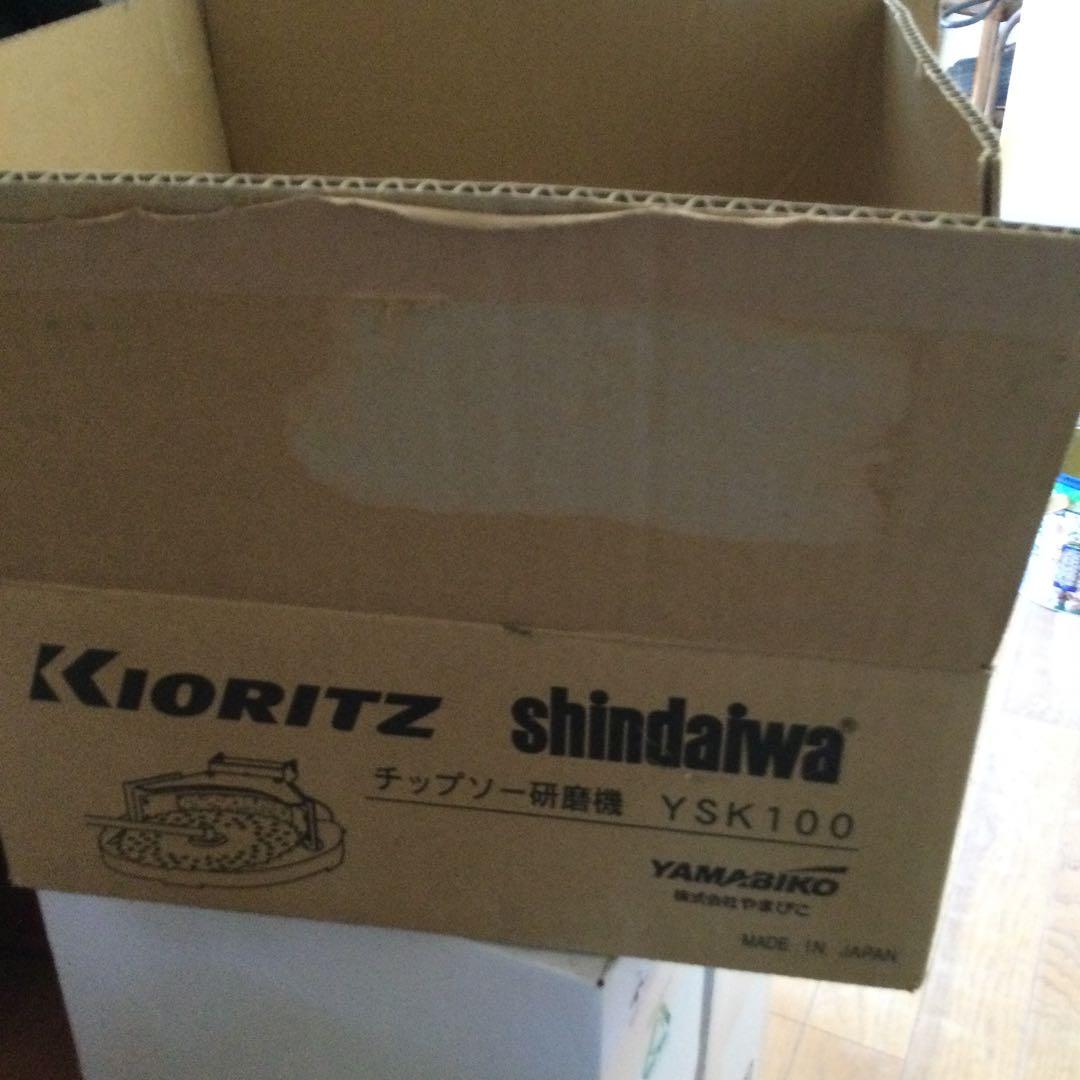 KIORITZ
shindaiwa®
チップソー研磨機 YSK100
YAMABIKO
株式会社やまびこ
MADE IN JAPAN